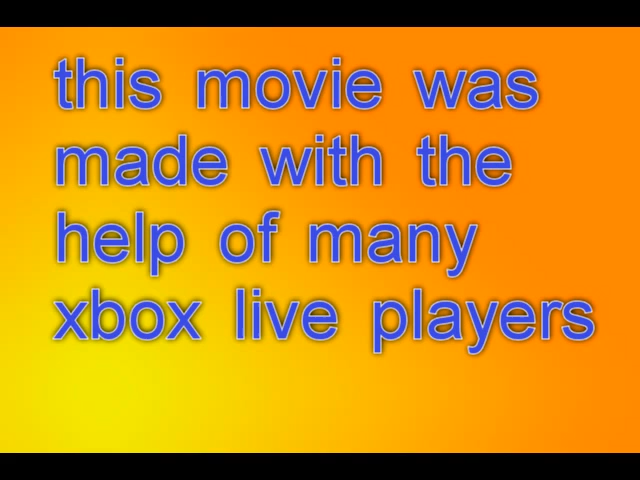 this movie was
made with the
help of many
xbox live players